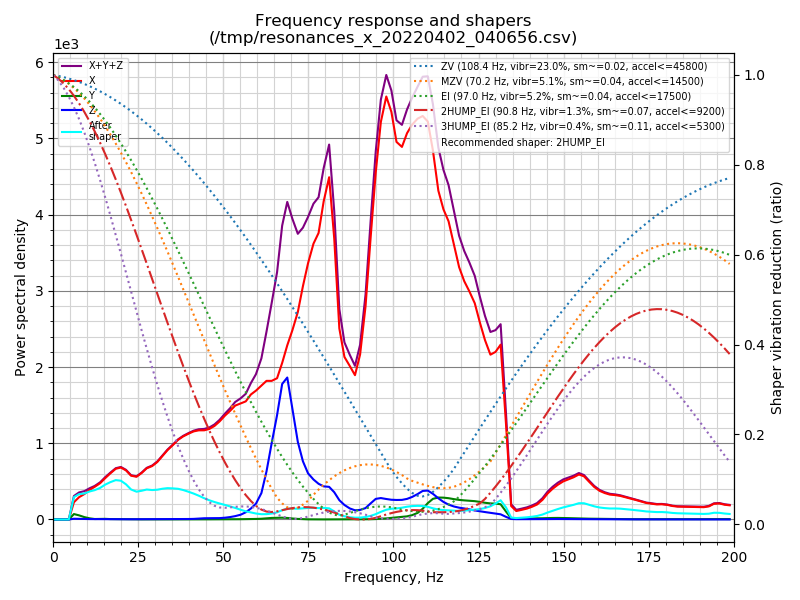 Frequency response and shapers
(/tmp/resonances_x_20220402_040656.csv)
1e3
X+Y+Z
X
Y
Z
After
shaper
ZV (108.4 Hz, vibr=23.0%, sm~=0.02, accel<=45800)
MZV (70.2 Hz, vibr=5.1%, sm~=0.04, accel<=14500)
EI (97.0 Hz, vibr=5.2%, sm~=0.04, accel<=17500)
2HUMP_EI (90.8 Hz, vibr=1.3%, sm~=0.07, accel<=9200)
3HUMP_EI (85.2 Hz, vibr=0.4%, sm~=0.11, accel<=5300)
Recommended shaper: 2HUMP_EI
Power spectral density
6
5
4
3
2
1
0
1.0
0.8
0.6
0.4
0.2
0.0
Shaper vibration reduction (ratio)
0 25 50 75 100 125 150 175 200
Frequency, Hz